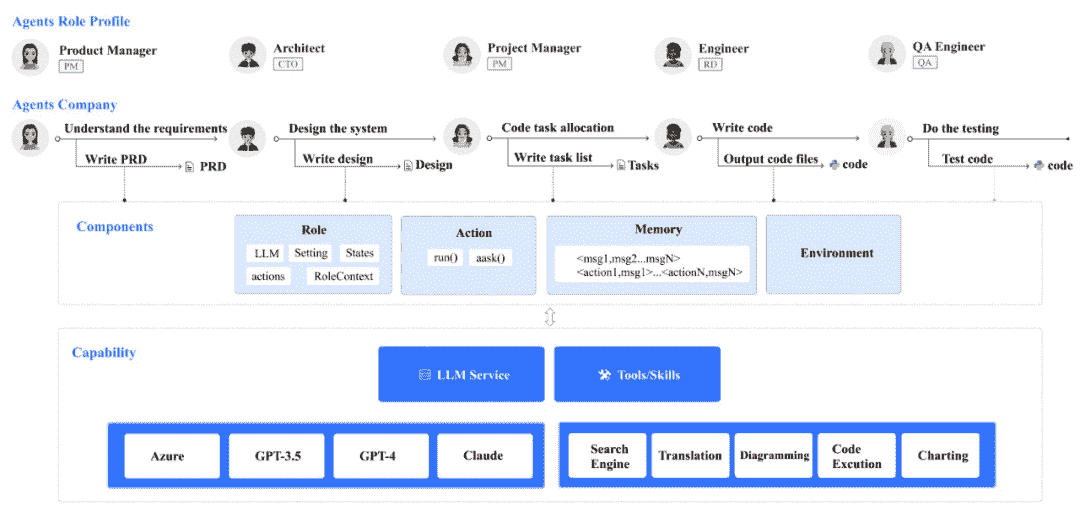 Agents Role Profile
Product Manager
PM
Architect
CTO
Project Manager
PM
Engineer
RD
QA Engineer
QA
Agents Company
Understand the requirements
Write PRD
PRD
Design the system
Write design
Design
Code task allocation
Write task list
Tasks
Write code
Output code files
code
Do the testing
Test code
code
Components
Role
LLM
Setting
States
actions
RoleContext
Action
run()
aask()
Memory
<msg1,msg2...msgN>
<action1,msg1>...<actionN,msgN>
Environment
Capability
LLM Service
Tools/Skills
Azure
GPT-3.5
GPT-4
Claude
Search
Engine
Translation
Diagramming
Code
Excution
Charting